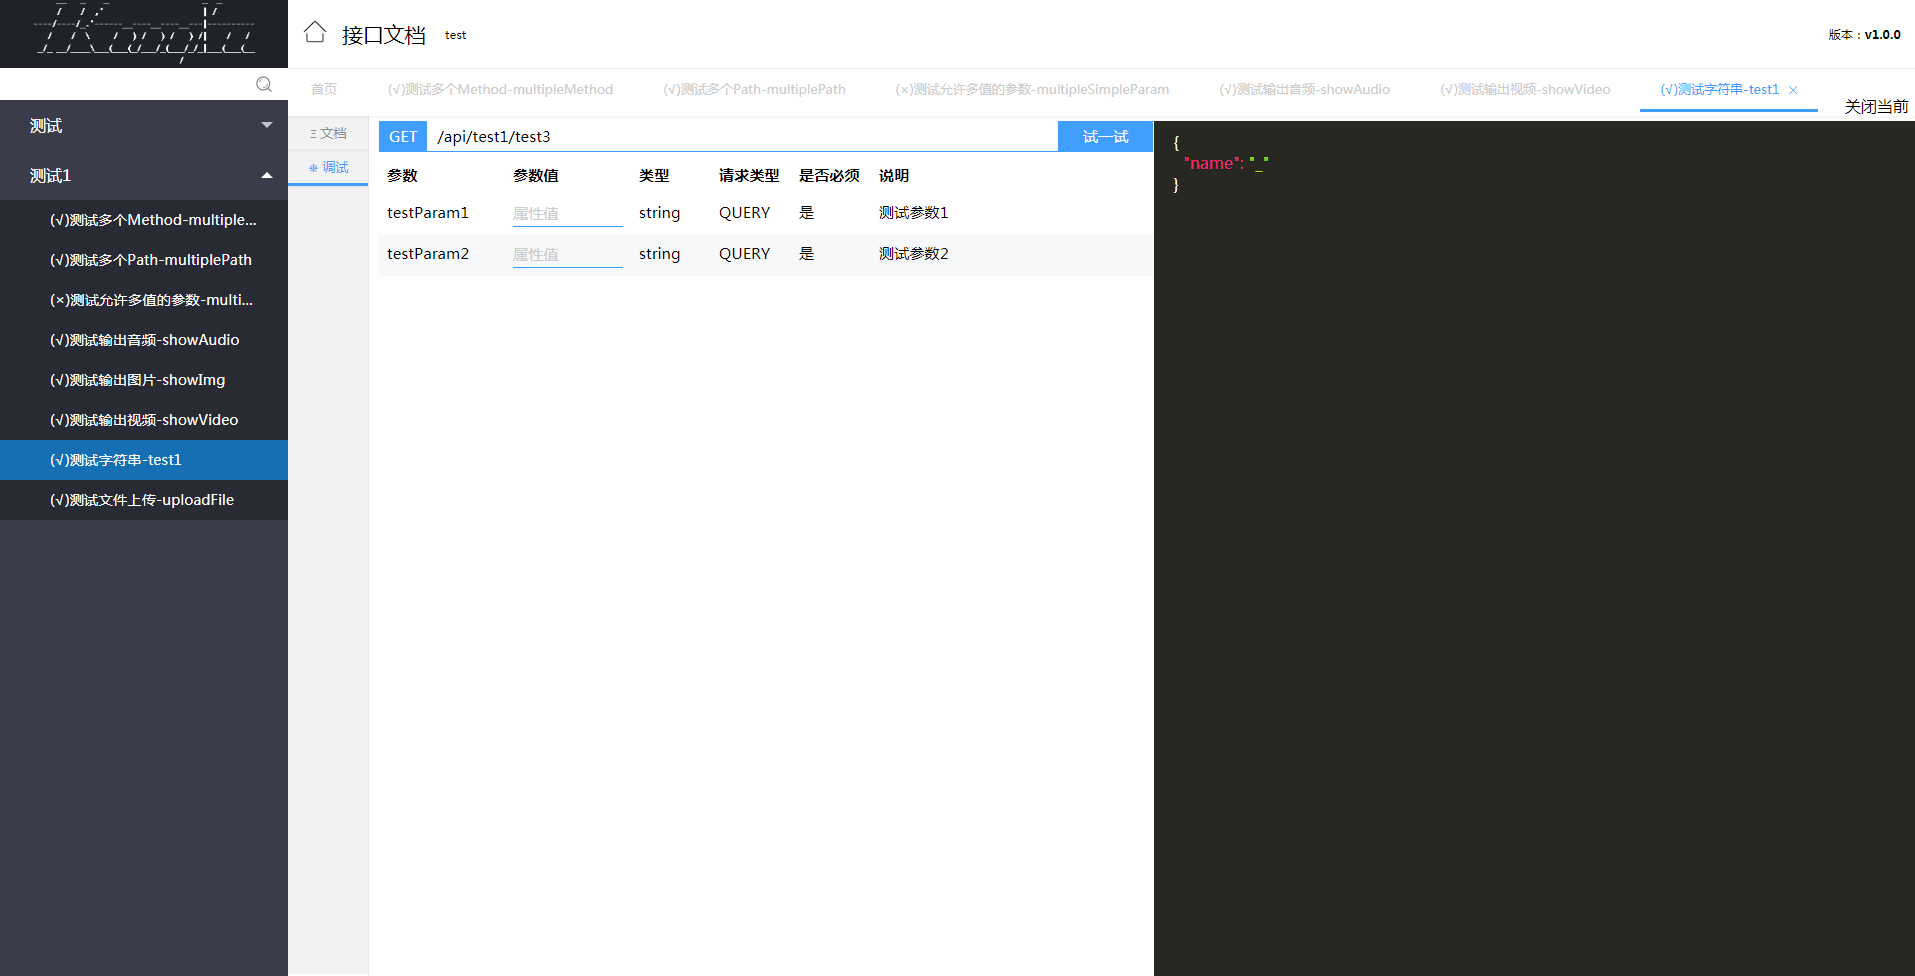 接口文档 test
版本：v1.0.0
首页 (√)测试多个Method-multipleMethod (√)测试多个Path-multiplePath (×)测试允许多值的参数-multipleSimpleParam (√)测试输出音频-showAudio (√)测试输出视频-showVideo (√)测试字符串-test1 ×
关闭当前
测试
测试1
(√)测试多个Method-multiple...
(√)测试多个Path-multiplePath
(×)测试允许多值的参数-multi...
(√)测试输出音频-showAudio
(√)测试输出图片-showImg
(√)测试输出视频-showVideo
(√)测试字符串-test1
(√)测试文件上传-uploadFile
文档
调试
GET /api/test1/test3 试一试
参数 参数值 类型 请求类型 是否必须 说明
testParam1 属性值 string QUERY 是 测试参数1
testParam2 属性值 string QUERY 是 测试参数2
{
"name": "_"
}